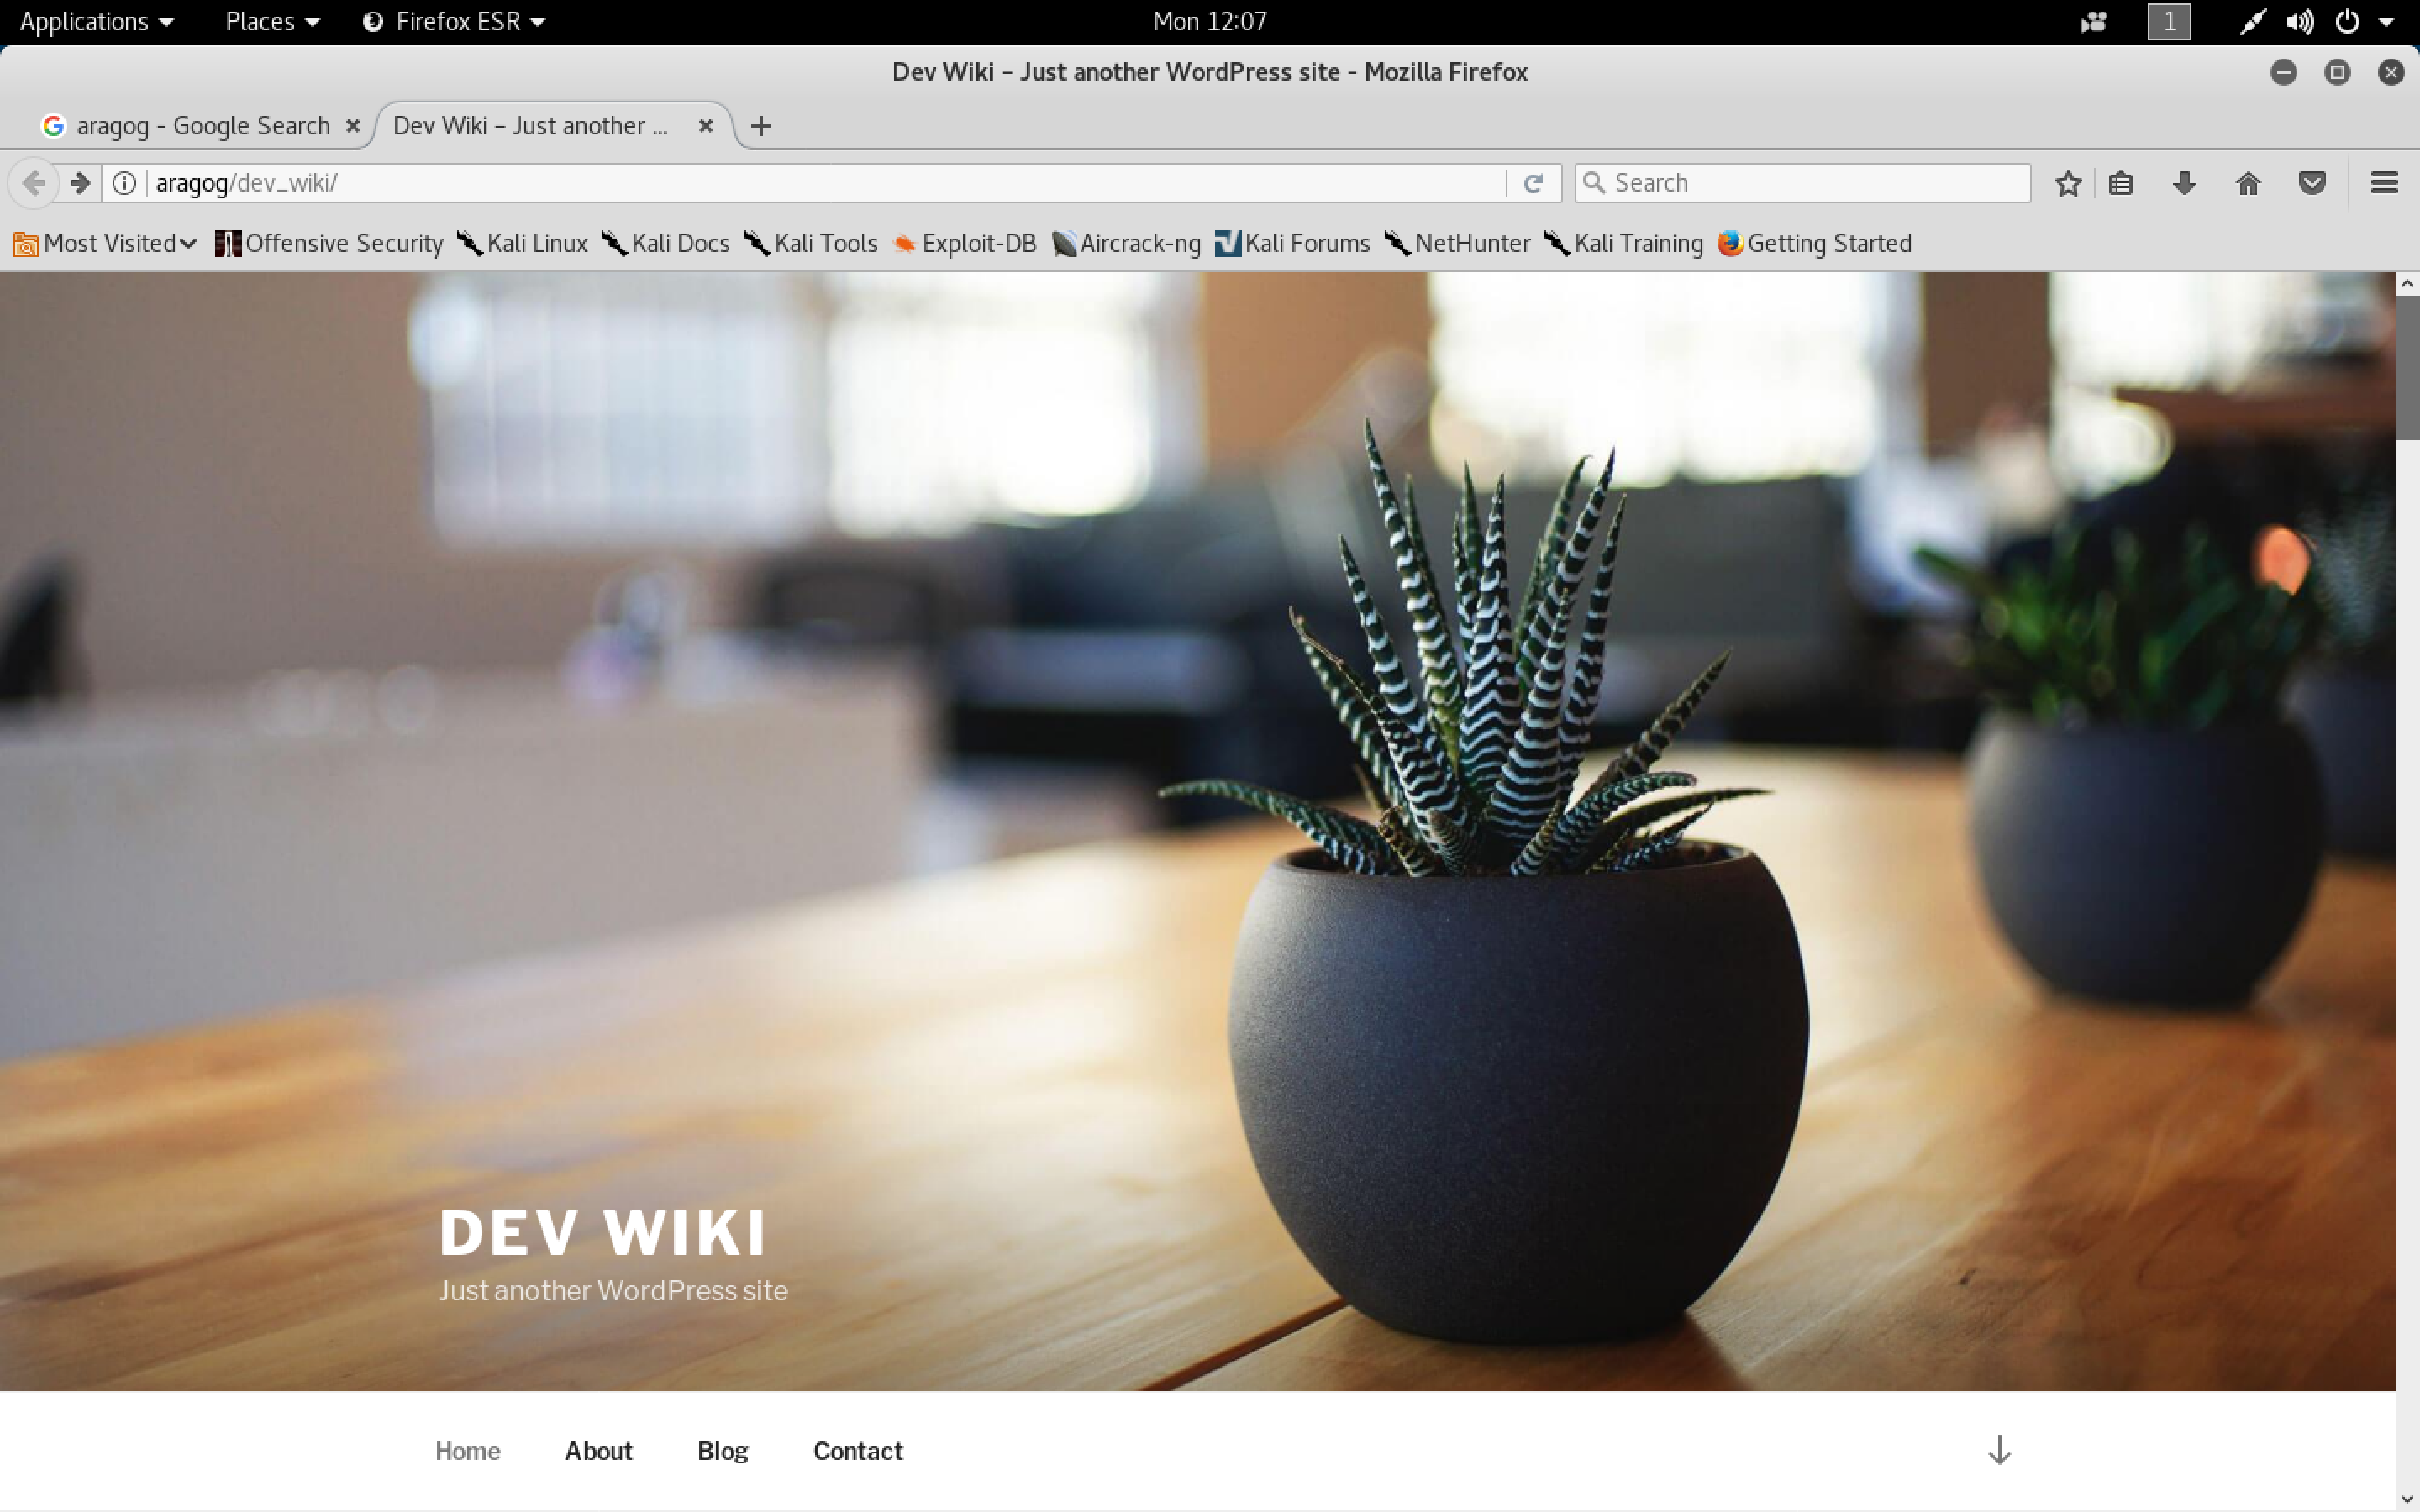 Applications Places Firefox ESR Mon 12:07 1
Dev Wiki – Just another WordPress site - Mozilla Firefox
aragog - Google Search Dev Wiki – Just another ...
aragog/dev_wiki/ Search
Most Visited Offensive Security Kali Linux Kali Docs Kali Tools Exploit-DB Aircrack-ng Kali Forums NetHunter Kali Training Getting Started
DEV WIKI
Just another WordPress site
Home About Blog Contact